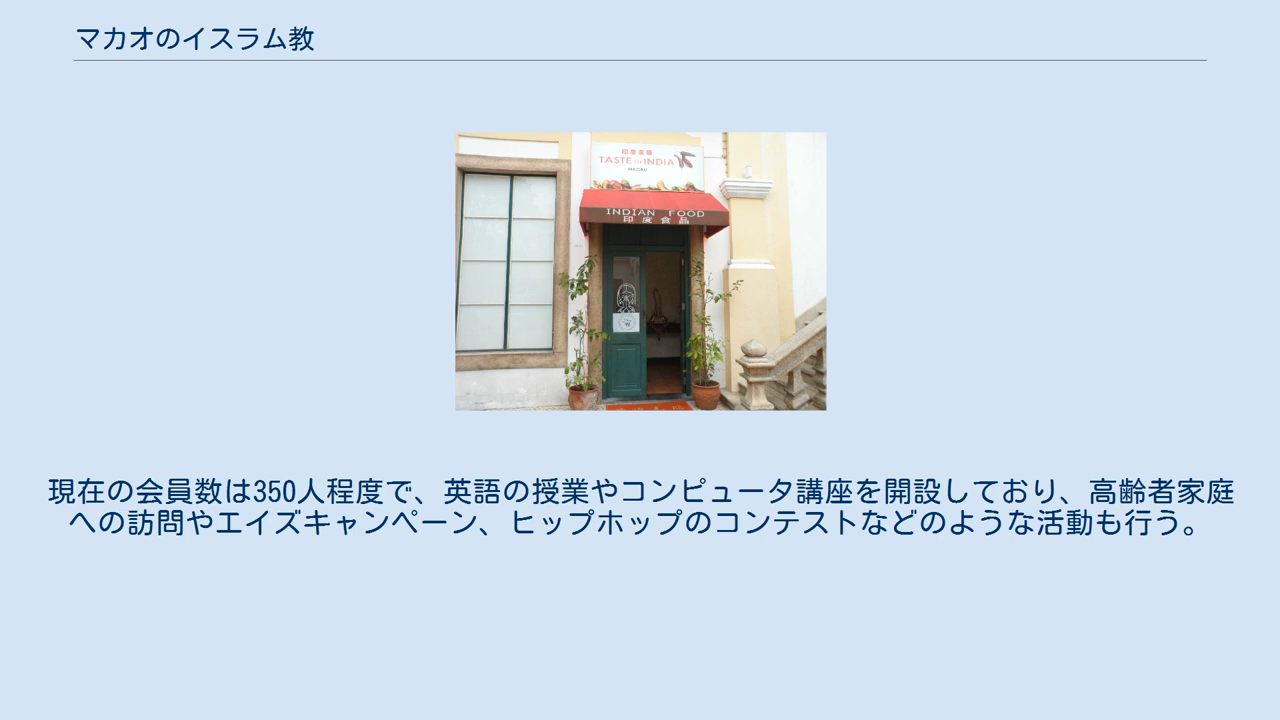 マカオのイスラム教
印度美饌
TASTE OF INDIA
MACAU
INDIAN FOOD
印度食品
現在の会員数は350人程度で、英語の授業やコンピュータ講座を開設しており、高齢者家庭
への訪問やエイズキャンペーン、ヒップホップのコンテストなどのような活動も行う。